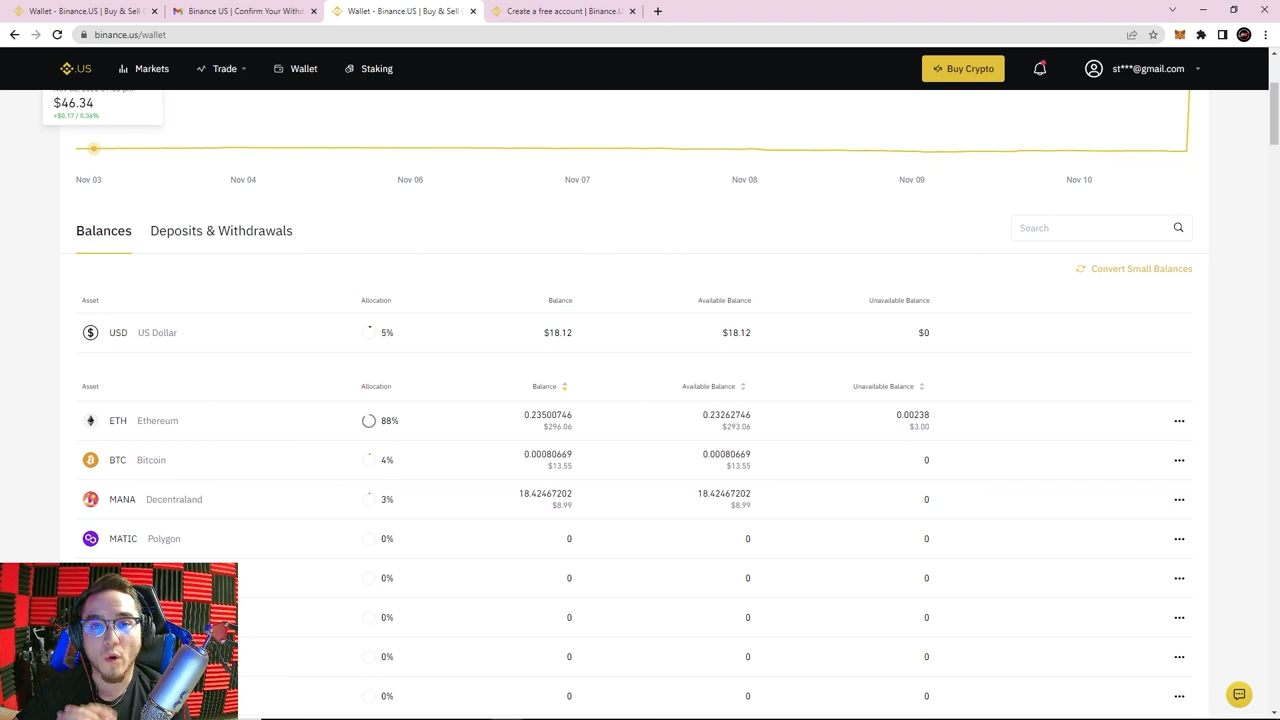 Wallet - Binance.US | Buy & Sell C
Binance US | Confirm Your Withd
Wallet - Binance.US | Buy & Sell C
Create a free account | Binance.U
binance.us/wallet
.US
Markets
Trade
Wallet
Staking
Buy Crypto
st***@gmail.com
$46.34
+$0.17 / 0.36%
Nov 03
Nov 04
Nov 06
Nov 07
Nov 08
Nov 09
Nov 10
Balances
Deposits & Withdrawals
Search
Convert Small Balances
Asset Allocation Balance Available Balance Unavailable Balance
USD US Dollar 5% $18.12 $18.12 $0
Asset Allocation Balance Available Balance Unavailable Balance
ETH Ethereum 88% 0.23500746 0.23262746 0.00238
$296.06 $293.06 $3.00
BTC Bitcoin 4% 0.00080669 0.00080669 0
$13.55 $13.55
MANA Decentraland 3% 18.42467202 18.42467202 0
$8.99 $8.99
MATIC Polygon 0% 0 0 0
0% 0 0 0
0% 0 0 0
0% 0 0 0
0% 0 0 0